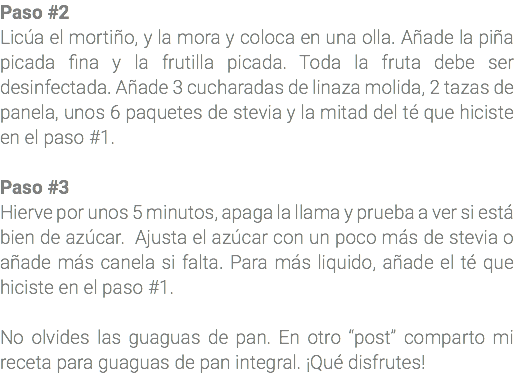 Paso #2
Licúa el mortiño, y la mora y coloca en una olla. Añade la piña
picada fina y la frutilla picada. Toda la fruta debe ser
desinfectada. Añade 3 cucharadas de linaza molida, 2 tazas de
panela, unos 6 paquetes de stevia y la mitad del té que hiciste
en el paso #1.
Paso #3
Hierve por unos 5 minutos, apaga la llama y prueba a ver si está
bien de azúcar. Ajusta el azúcar con un poco más de stevia o
añade más canela si falta. Para más liquido, añade el té que
hiciste en el paso #1.
No olvides las guaguas de pan. En otro “post” comparto mi
receta para guaguas de pan integral. ¡Qué disfrutes!